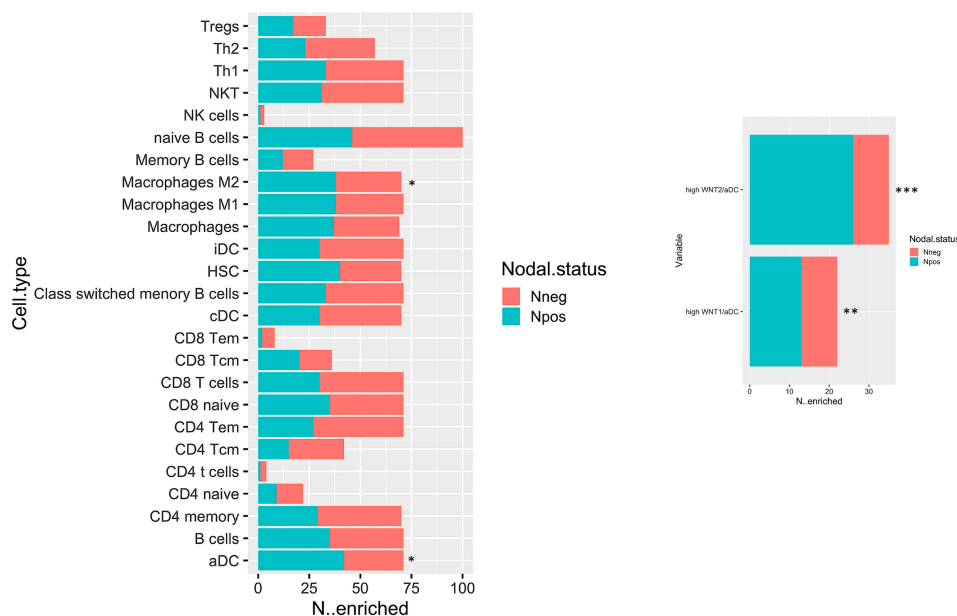 Cell.type
Tregs
Th2
Th1
NKT
NK cells
naive B cells
Memory B cells
Macrophages M2
*
Macrophages M1
Macrophages
iDC
HSC
Class switched menory B cells
cDC
CD8 Tem
CD8 Tcm
CD8 T cells
CD8 naive
CD4 Tem
CD4 Tcm
CD4 t cells
CD4 naive
CD4 memory
B cells
aDC
*
0 25 50 75 100
N..enriched
Nodal.status
Nneg
Npos
Variable
high WNT2/aDC
***
high WNT1/aDC
**
0 10 20 30
N..enriched
Nodal.status
Nneg
Npos